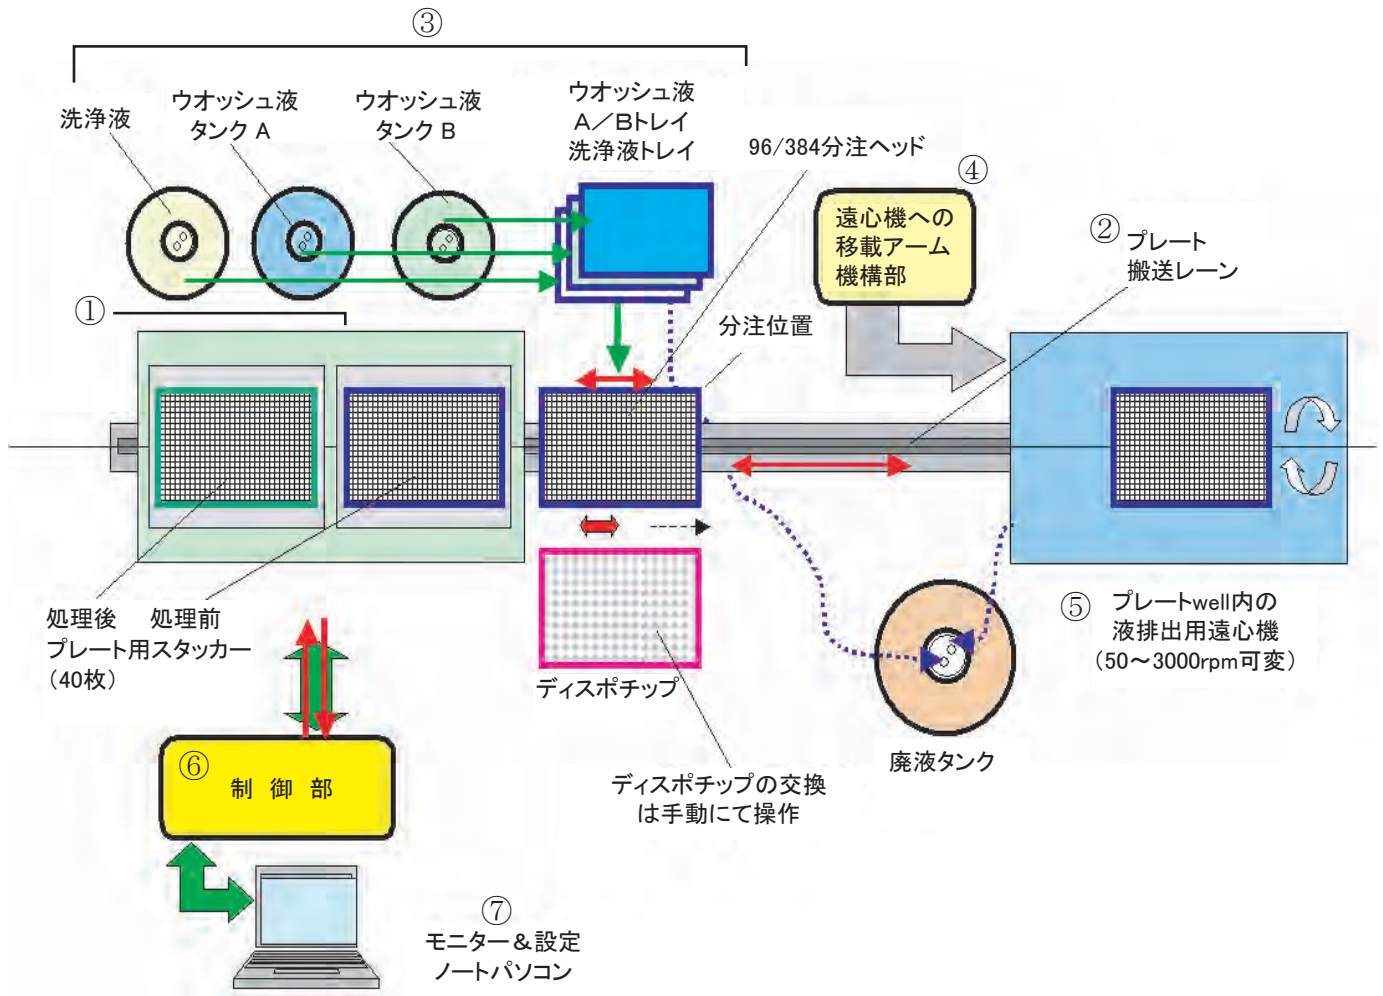 ③
洗浄液
ウオッシュ液
タンク A
ウオッシュ液
タンク B
ウオッシュ液
A／Bトレイ
洗浄液トレイ
96/384分注ヘッド
④
遠心機への
移載アーム
機構部
② プレート
搬送レーン
①
分注位置
処理後 処理前
プレート用スタッカー
（40枚）
ディスポチップ
⑤ プレートwell内の
液排出用遠心機
（50〜3000rpm可変）
廃液タンク
ディスポチップの交換
は手動にて操作
⑥ 制 御 部
⑦
モニター＆設定
ノートパソコン